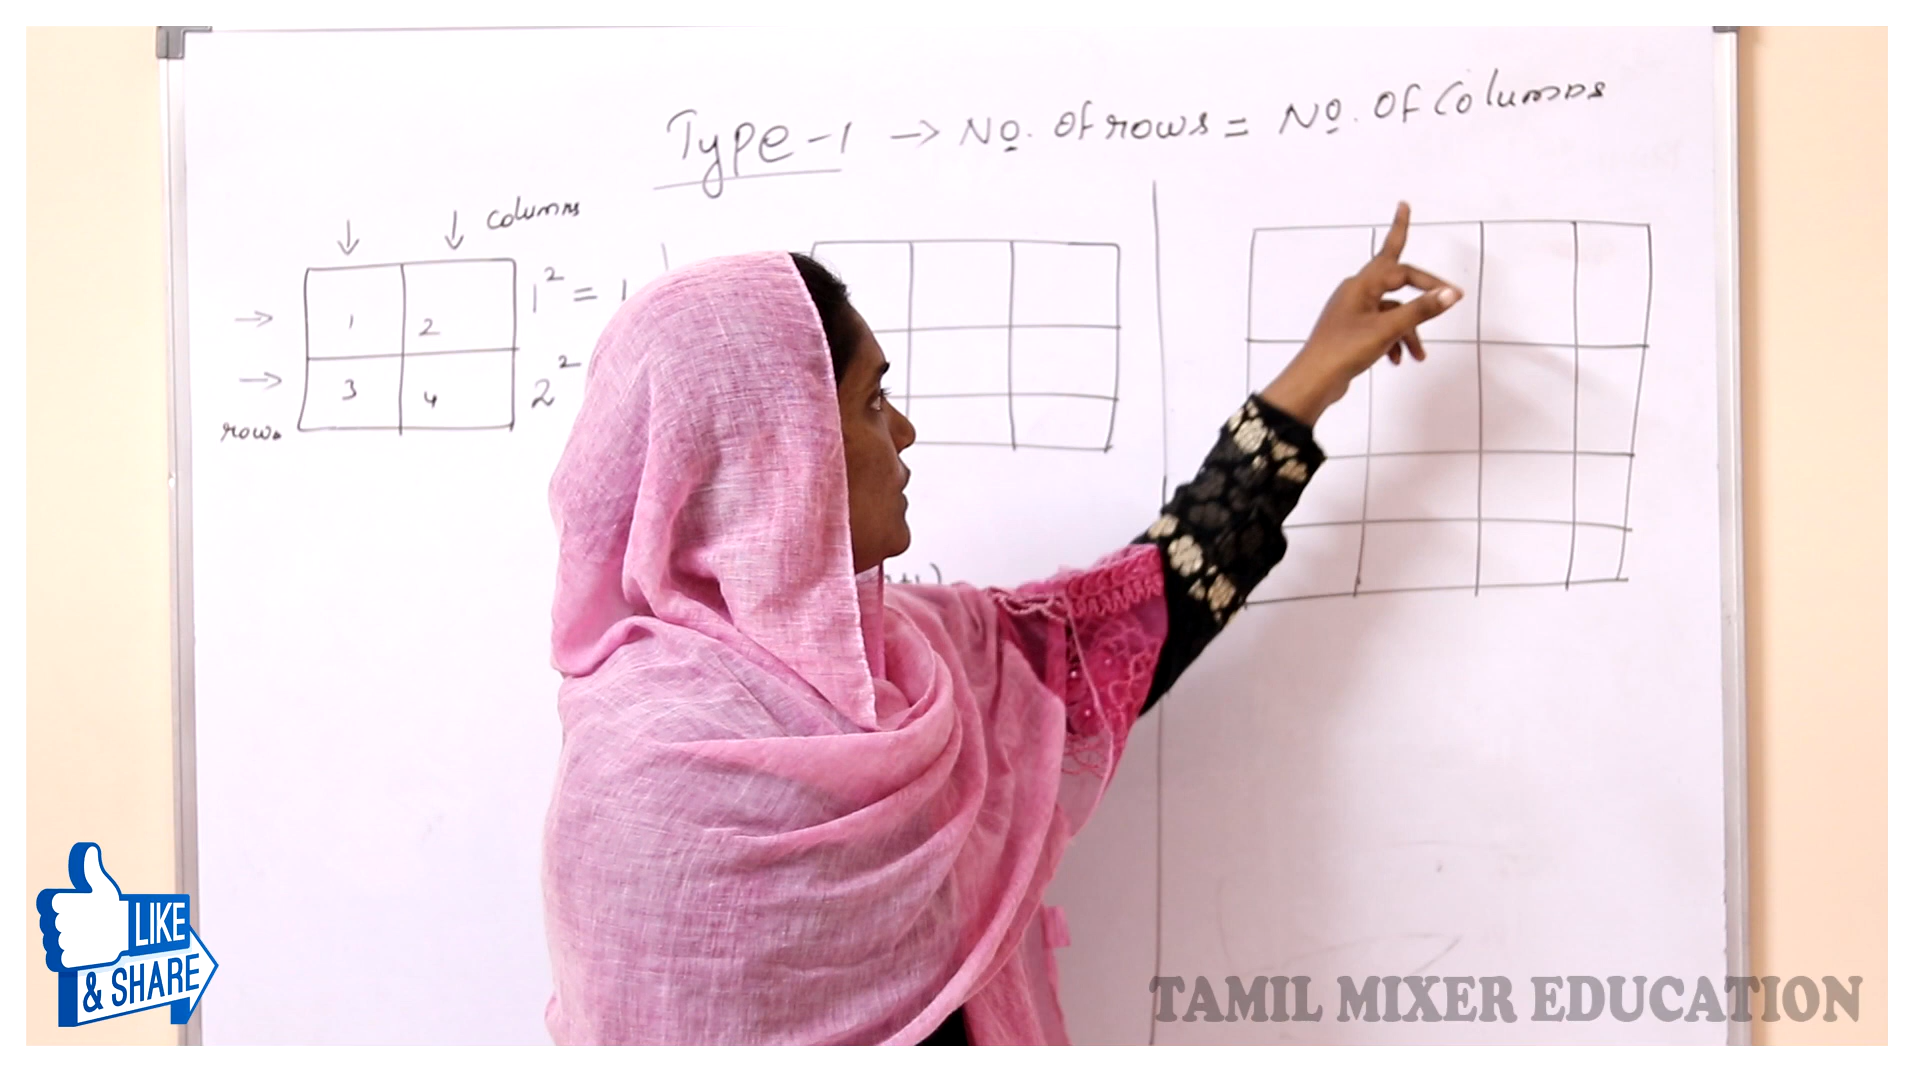 Type-1 → No. Of rows = No. Of Columns
columns
1 2
3 4
rows
1² = 1
2²
LIKE
& SHARE
TAMIL MIXER EDUCATION